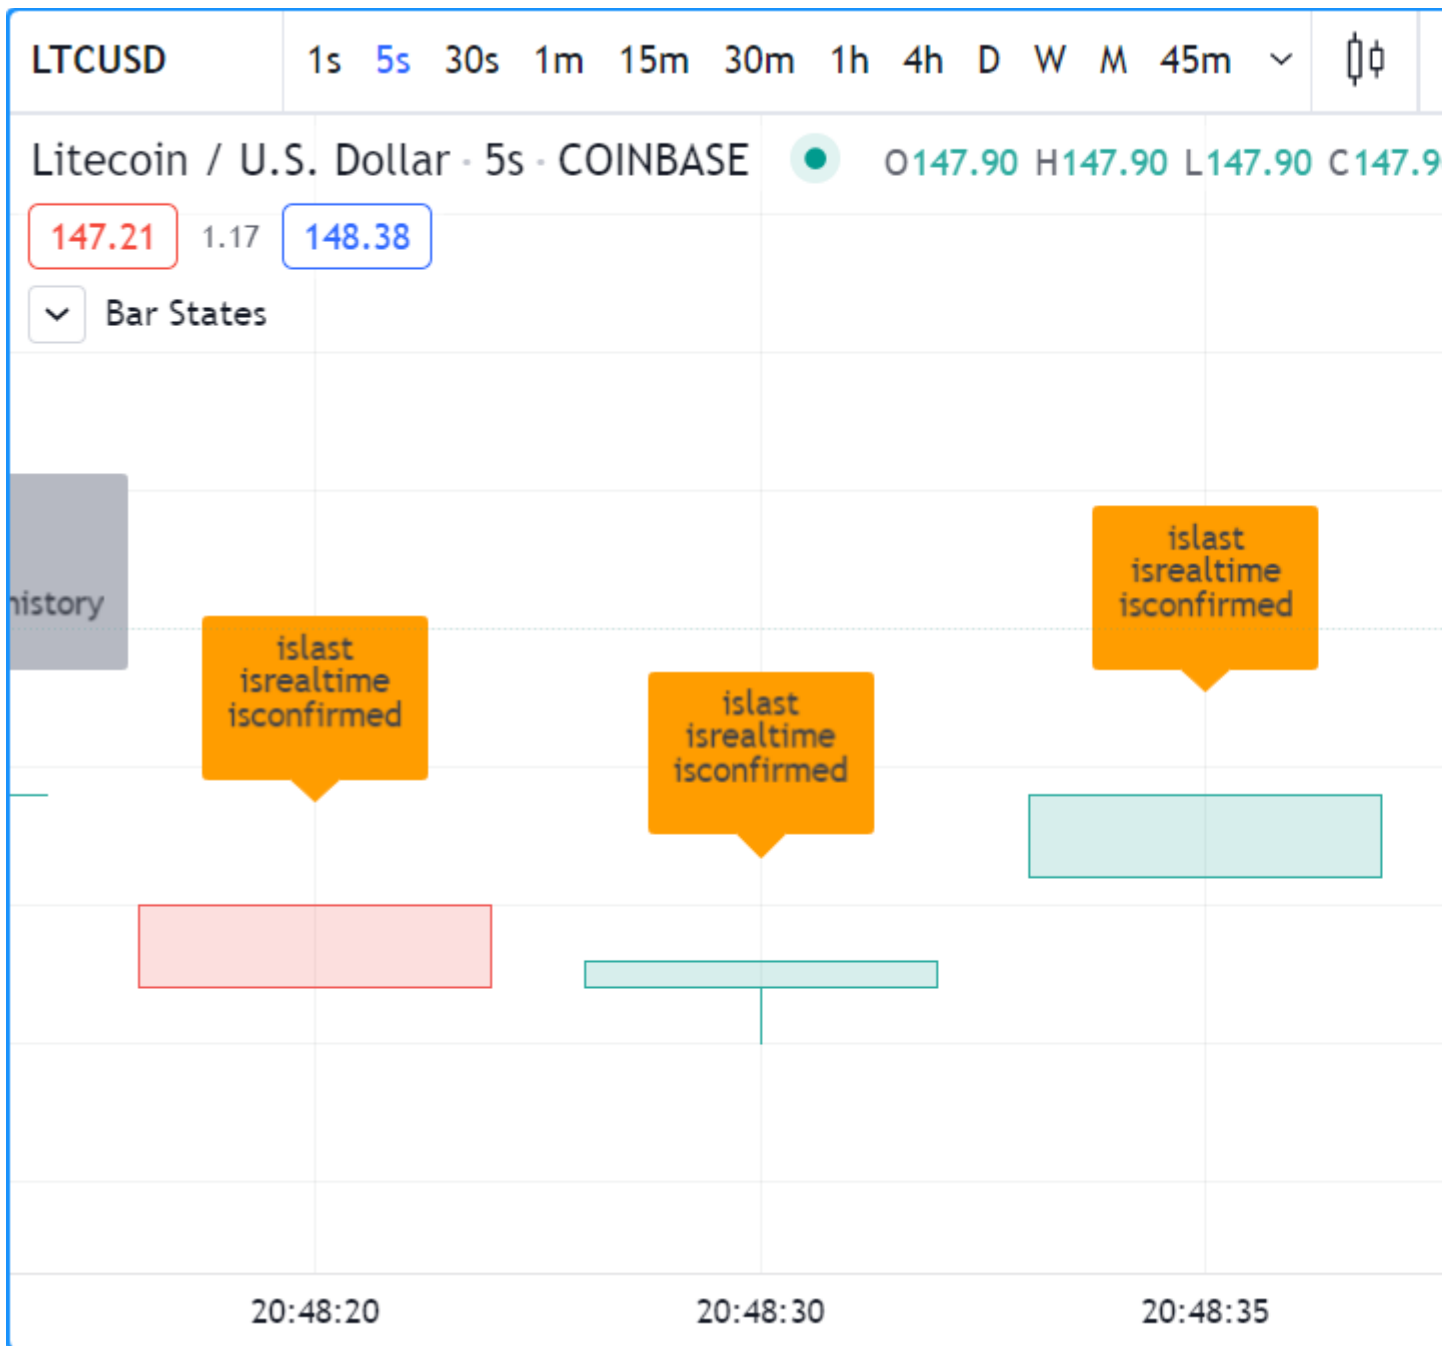 LTCUSD 1s 5s 30s 1m 15m 30m 1h 4h D W M 45m
Litecoin / U.S. Dollar · 5s · COINBASE O147.90 H147.90 L147.90 C147.9
147.21 1.17 148.38
Bar States
islast
isrealtime
isconfirmed
islast
isrealtime
isconfirmed
islast
isrealtime
isconfirmed
20:48:20 20:48:30 20:48:35